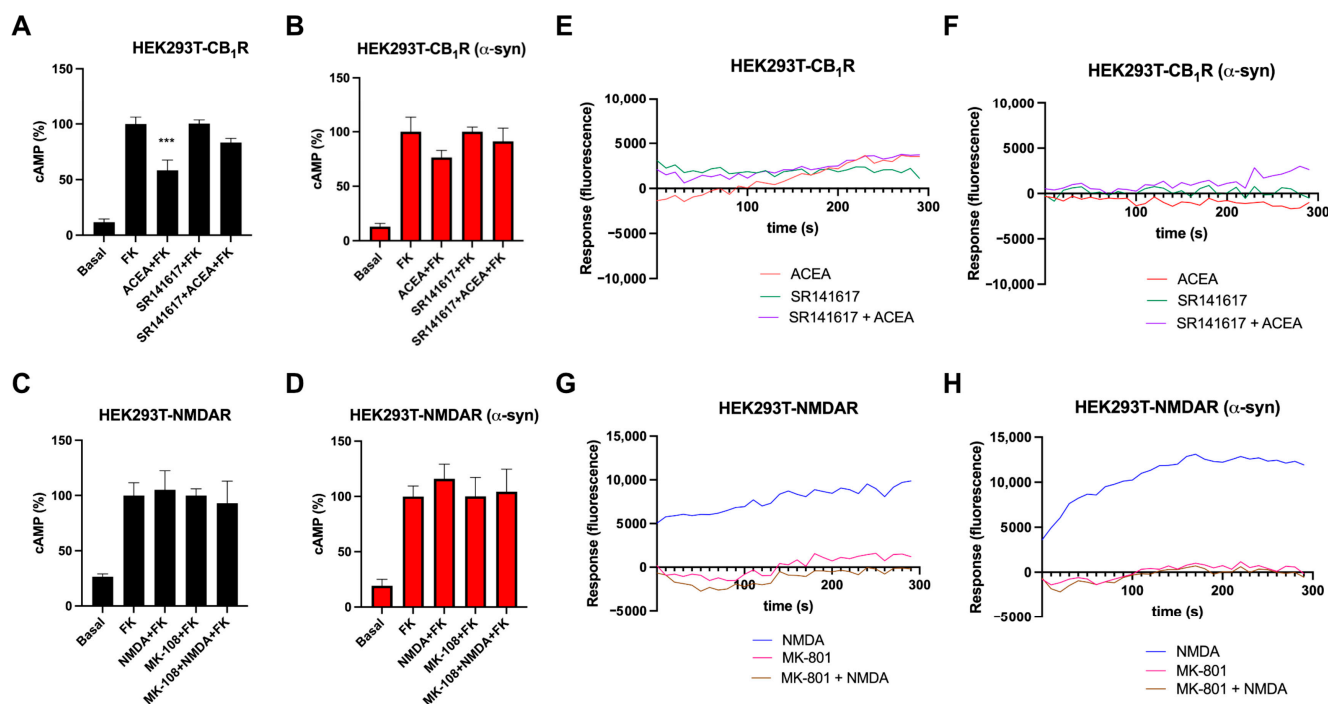 A
HEK293T-CB₁R
cAMP (%)
150
100
50
0
***
Basal
FK
ACEA+FK
SR141617+FK
SR141617+ACEA+FK
B
HEK293T-CB₁R (α-syn)
cAMP (%)
150
100
50
0
Basal
FK
ACEA+FK
SR141617+FK
SR141617+ACEA+FK
E
HEK293T-CB₁R
Response (fluorescence)
10,000
5000
0
−5000
−10,000
100
200
300
time (s)
ACEA
SR141617
SR141617 + ACEA
F
HEK293T-CB₁R (α-syn)
Response (fluorescence)
10,000
5000
0
−5000
−10,000
100
200
300
time (s)
ACEA
SR141617
SR141617 + ACEA
C
HEK293T-NMDAR
cAMP (%)
150
100
50
0
Basal
FK
NMDA+FK
MK-108+FK
MK-108+NMDA+FK
D
HEK293T-NMDAR (α-syn)
cAMP (%)
150
100
50
0
Basal
FK
NMDA+FK
MK-108+FK
MK-108+NMDA+FK
G
HEK293T-NMDAR
Response (fluorescence)
15,000
10,000
5000
0
−5000
100
200
300
time (s)
NMDA
MK-801
MK-801 + NMDA
H
HEK293T-NMDAR (α-syn)
Response (fluorescence)
15,000
10,000
5000
0
−5000
100
200
300
time (s)
NMDA
MK-801
MK-801 + NMDA